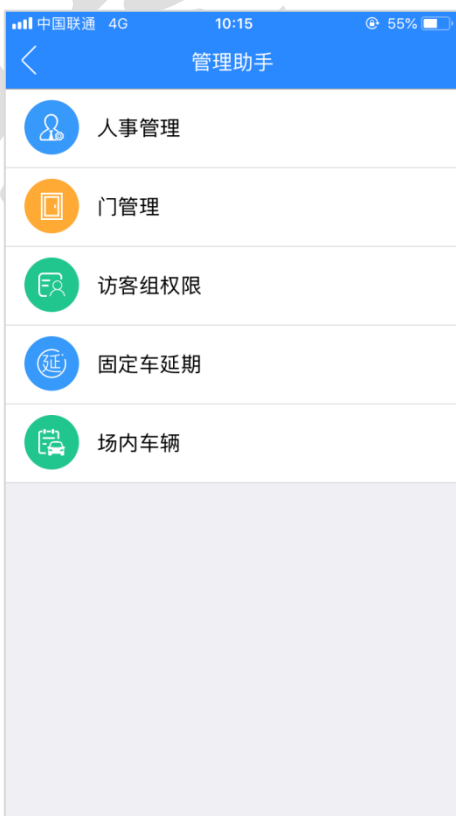 中国联通 4G 10:15 55%
管理助手
人事管理
门管理
访客组权限
延 固定车延期
场内车辆